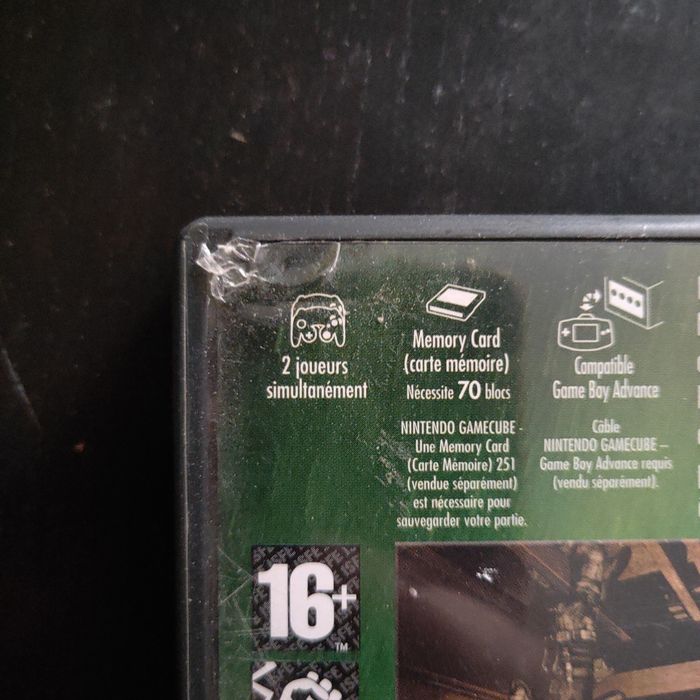 2 joueurs
simultanément
Memory Card
(carte mémoire)
Nécessite 70 blocs
NINTENDO GAMECUBE -
Une Memory Card
(Carte Mémoire) 251
(vendue séparément)
est nécessaire pour
sauvegarder votre partie.
Compatible
Game Boy Advance
Câble
NINTENDO GAMECUBE –
Game Boy Advance requis
(vendu séparément).
16+
TM